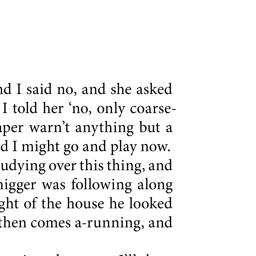 nd I said no, and she asked
I told her ‘no, only coarse-
aper warn’t anything but a
d I might go and play now.
udying over this thing, and
nigger was following along
ght of the house he looked
then comes a-running, and